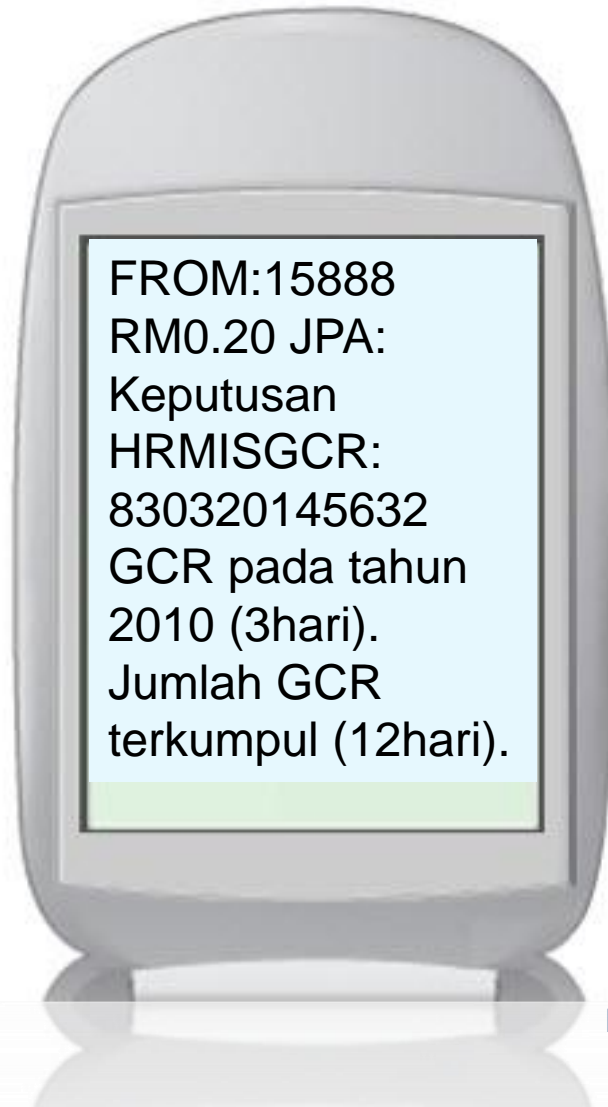 FROM:15888
RM0.20 JPA:
Keputusan
HRMISGCR:
830320145632
GCR pada tahun
2010 (3hari).
Jumlah GCR
terkumpul (12hari).